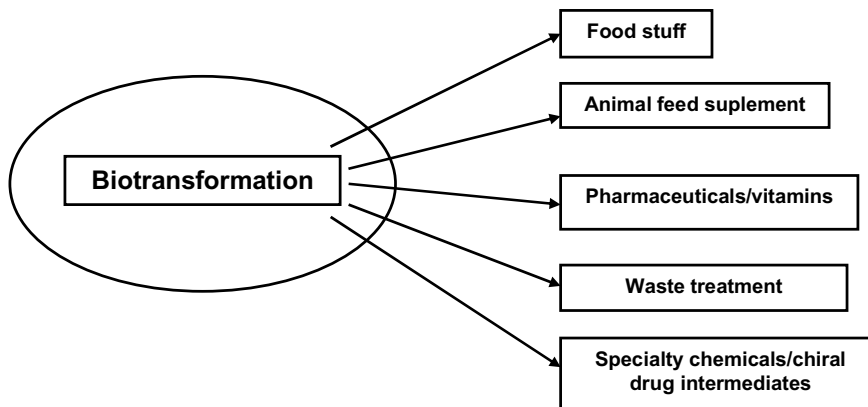 Food stuff
Animal feed suplement
Biotransformation
Pharmaceuticals/vitamins
Waste treatment
Specialty chemicals/chiral
drug intermediates